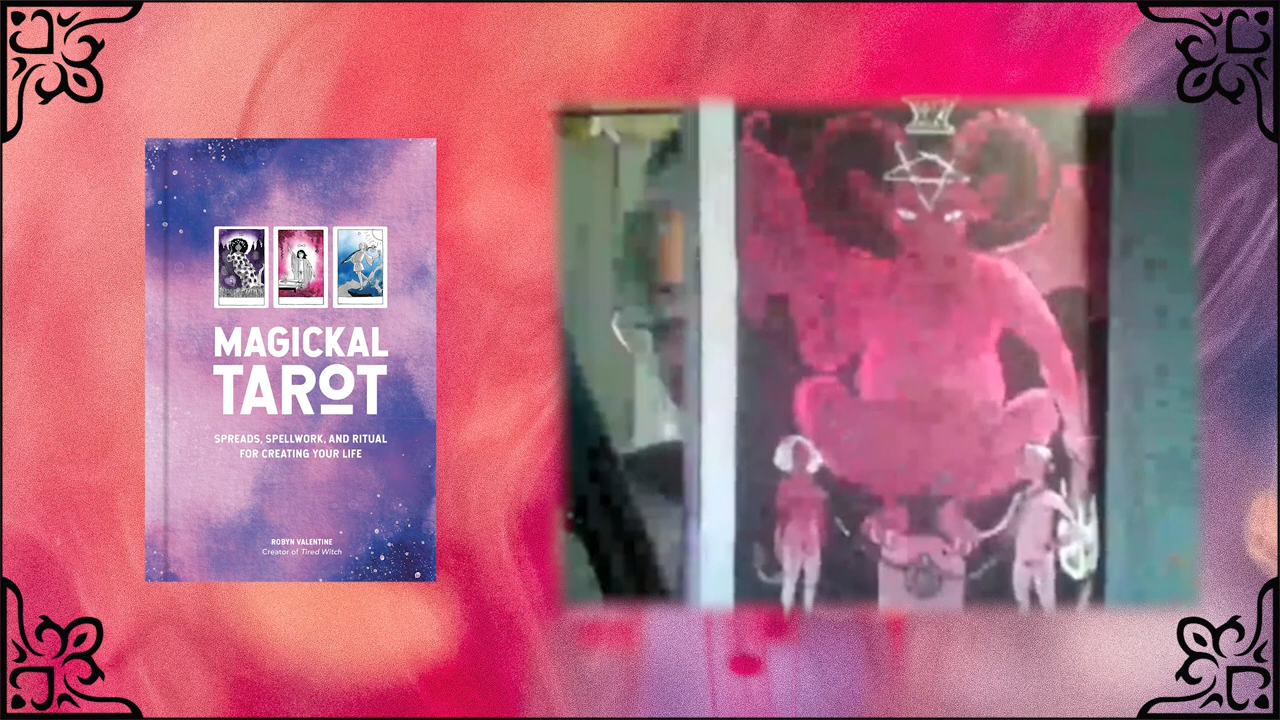 MAGICKAL
TAROT
SPREADS, SPELLWORK, AND RITUAL
FOR CREATING YOUR LIFE
ROBYN VALENTINE
Creator of Tired Witch